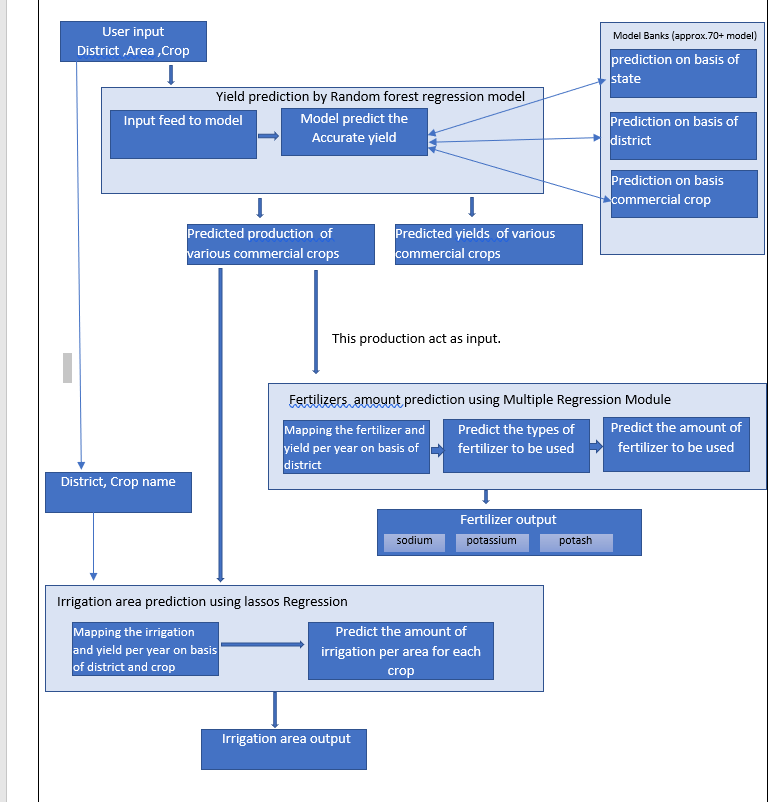 User input
District ,Area ,Crop
Model Banks (approx.70+ model)
prediction on basis of
state
Prediction on basis of
district
Prediction on basis
commercial crop
Yield prediction by Random forest regression model
Input feed to model
Model predict the
Accurate yield
Predicted production of
various commercial crops
Predicted yields of various
commercial crops
This production act as input.
Fertilizers amount prediction using Multiple Regression Module
Mapping the fertilizer and
yield per year on basis of
district
Predict the types of
fertilizer to be used
Predict the amount of
fertilizer to be used
District, Crop name
Fertilizer output
sodium
potassium
potash
Irrigation area prediction using lassos Regression
Mapping the irrigation
and yield per year on basis
of district and crop
Predict the amount of
irrigation per area for each
crop
Irrigation area output